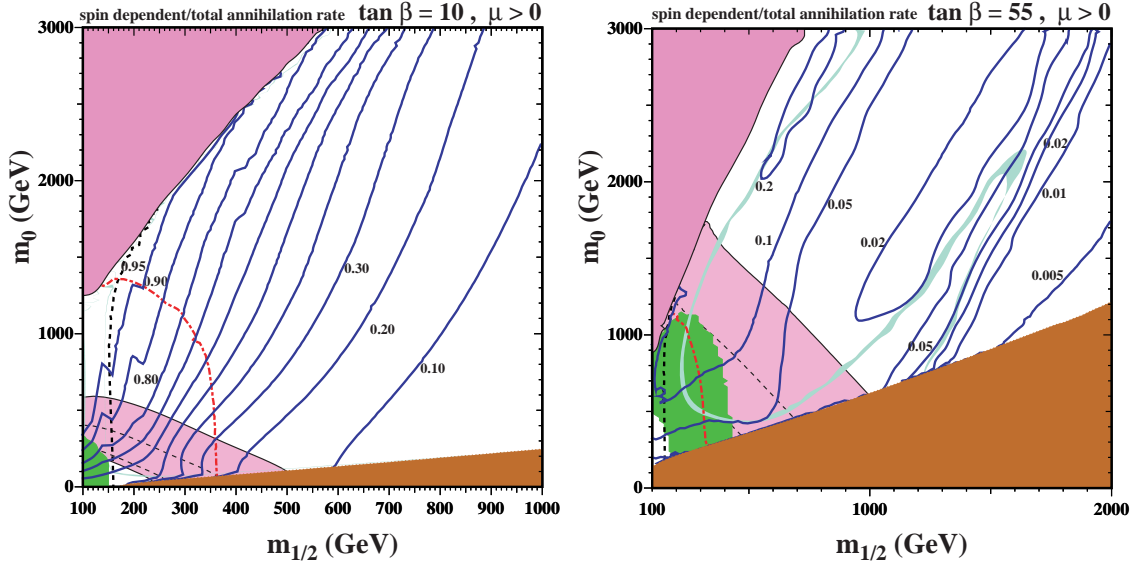 spin dependent/total annihilation rate tan β = 10 , μ > 0
3000
2000
1000
0
m0 (GeV)
0.95
0.90
0.80
0.30
0.20
0.10
100 200 300 400 500 600 700 800 900 1000
m1/2 (GeV)
spin dependent/total annihilation rate tan β = 55 , μ > 0
3000
2000
1000
0
m0 (GeV)
0.2
0.05
0.1
0.02
0.02
0.01
0.005
0.05
100 1000 2000
m1/2 (GeV)